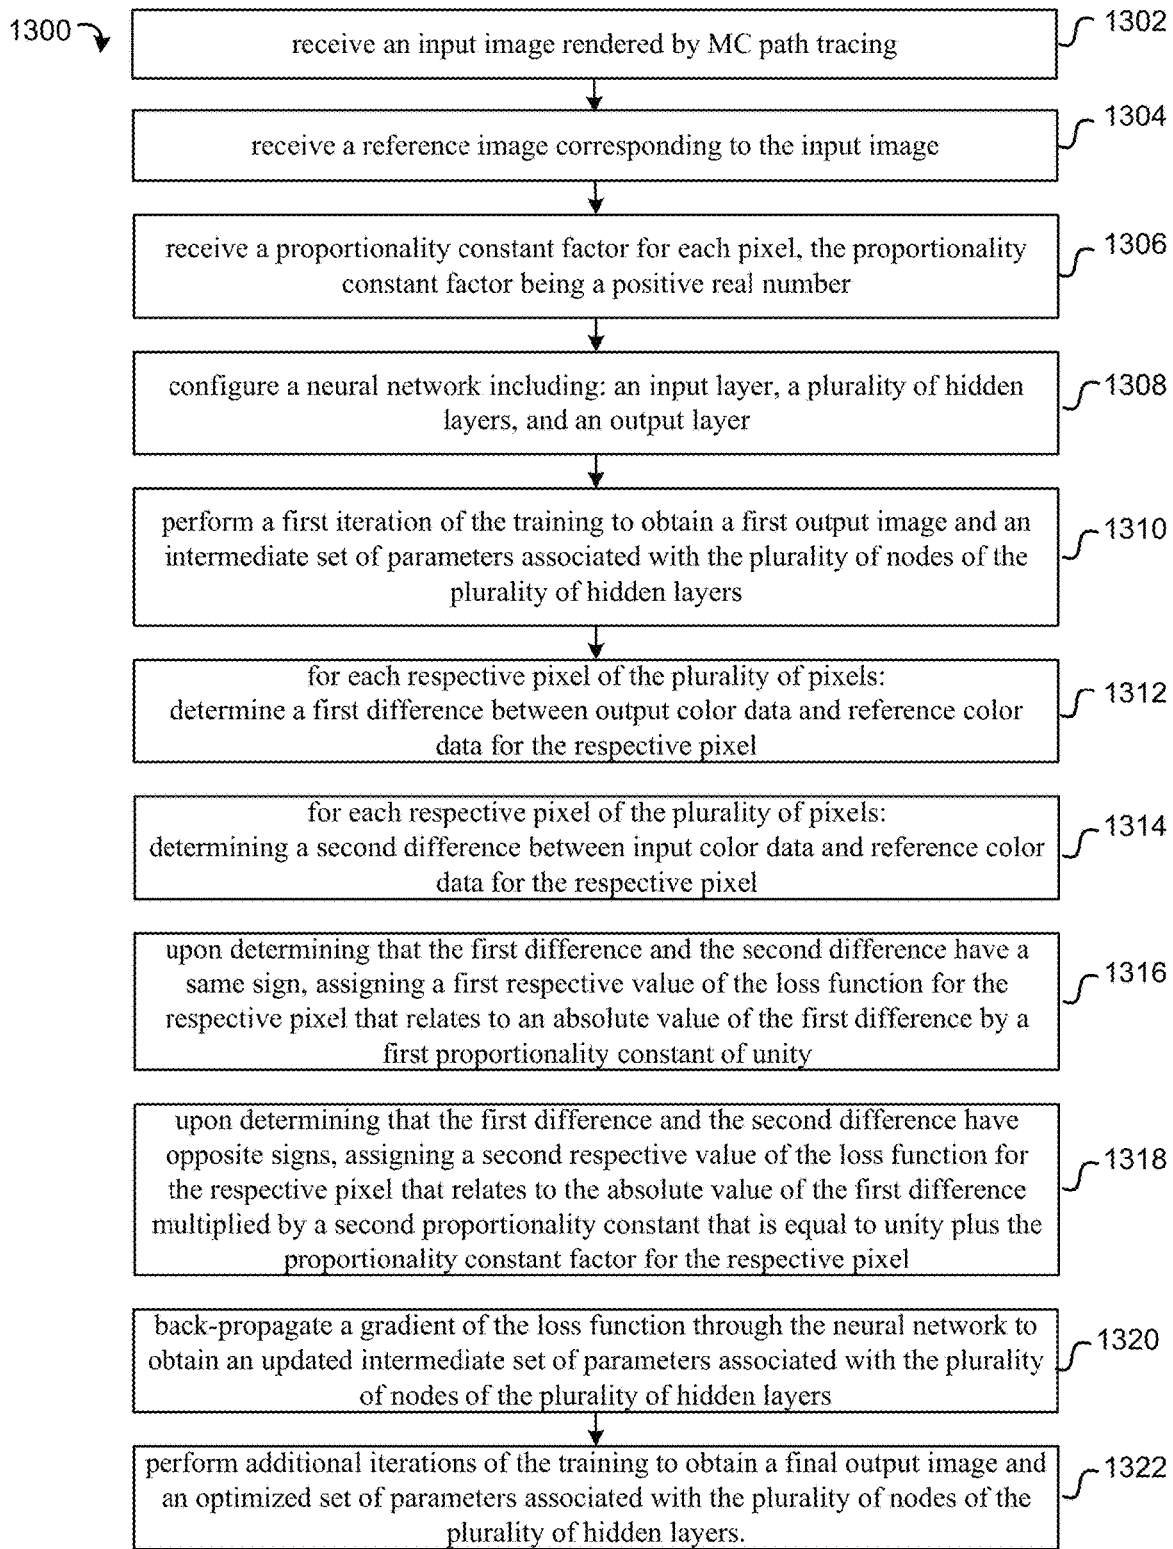 1300
receive an input image rendered by MC path tracing
1302
receive a reference image corresponding to the input image
1304
receive a proportionality constant factor for each pixel, the proportionality
constant factor being a positive real number
1306
configure a neural network including: an input layer, a plurality of hidden
layers, and an output layer
1308
perform a first iteration of the training to obtain a first output image and an
intermediate set of parameters associated with the plurality of nodes of the
plurality of hidden layers
1310
for each respective pixel of the plurality of pixels:
determine a first difference between output color data and reference color
data for the respective pixel
1312
for each respective pixel of the plurality of pixels:
determining a second difference between input color data and reference color
data for the respective pixel
1314
upon determining that the first difference and the second difference have a
same sign, assigning a first respective value of the loss function for the
respective pixel that relates to an absolute value of the first difference by a
first proportionality constant of unity
1316
upon determining that the first difference and the second difference have
opposite signs, assigning a second respective value of the loss function for
the respective pixel that relates to the absolute value of the first difference
multiplied by a second proportionality constant that is equal to unity plus the
proportionality constant factor for the respective pixel
1318
back-propagate a gradient of the loss function through the neural network to
obtain an updated intermediate set of parameters associated with the plurality
of nodes of the plurality of hidden layers
1320
perform additional iterations of the training to obtain a final output image and
an optimized set of parameters associated with the plurality of nodes of the
plurality of hidden layers.
1322